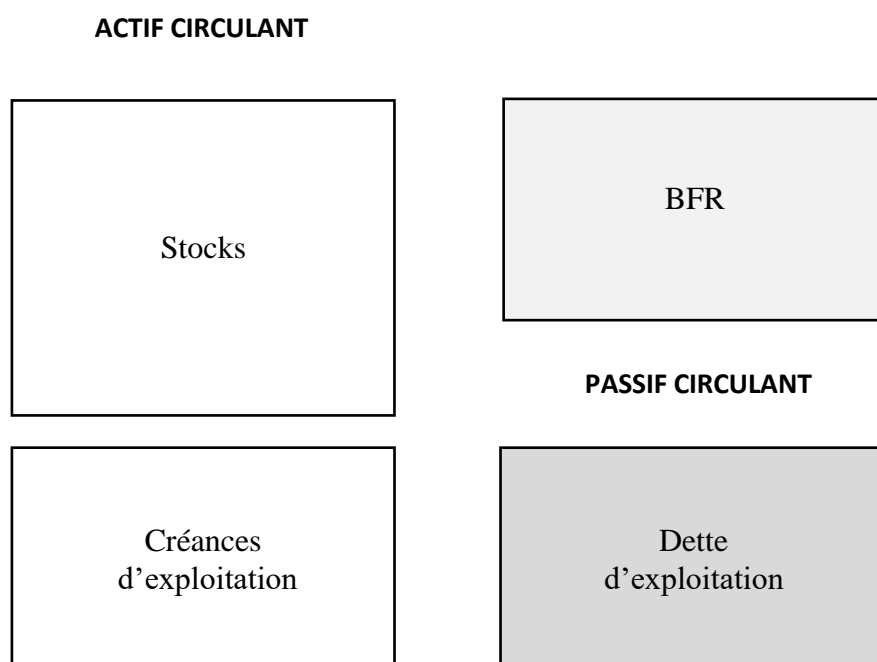 ACTIF CIRCULANT
Stocks
BFR
PASSIF CIRCULANT
Créances
d’exploitation
Dette
d’exploitation